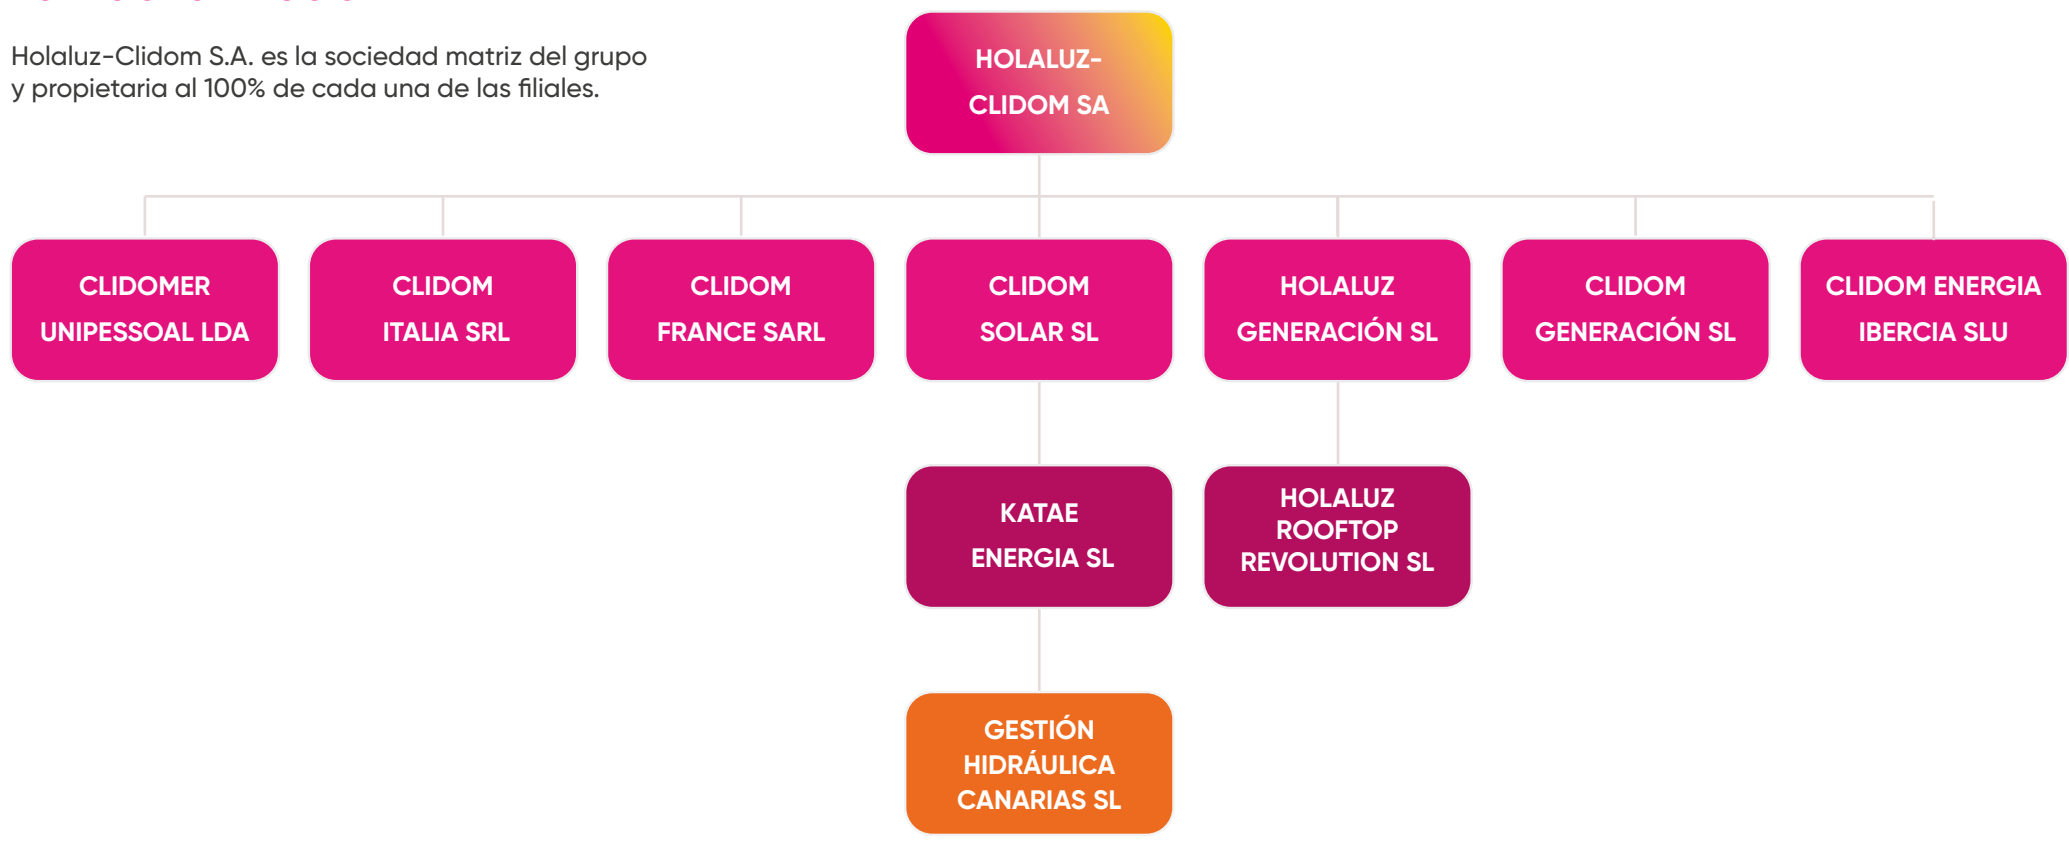 Holaluz-Clidom S.A. es la sociedad matriz del grupo
y propietaria al 100% de cada una de las filiales.
HOLALUZ-
CLIDOM SA
CLIDOMER
UNIPESSOAL LDA
CLIDOM
ITALIA SRL
CLIDOM
FRANCE SARL
CLIDOM
SOLAR SL
HOLALUZ
GENERACIÓN SL
CLIDOM
GENERACIÓN SL
CLIDOM ENERGIA
IBERCIA SLU
KATAE
ENERGIA SL
HOLALUZ
ROOFTOP
REVOLUTION SL
GESTIÓN
HIDRÁULICA
CANARIAS SL